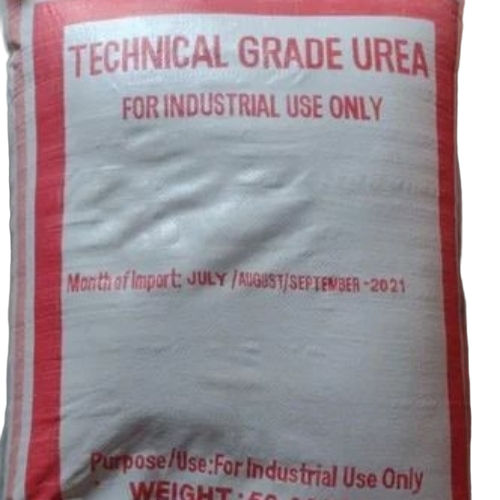 TECHNICAL GRADE UREA
FOR INDUSTRIAL USE ONLY
Month of Import: JULY /AUGUST/SEPTEMBER -2021
Purpose/Use:For Industrial Use Only
WEIGHT: